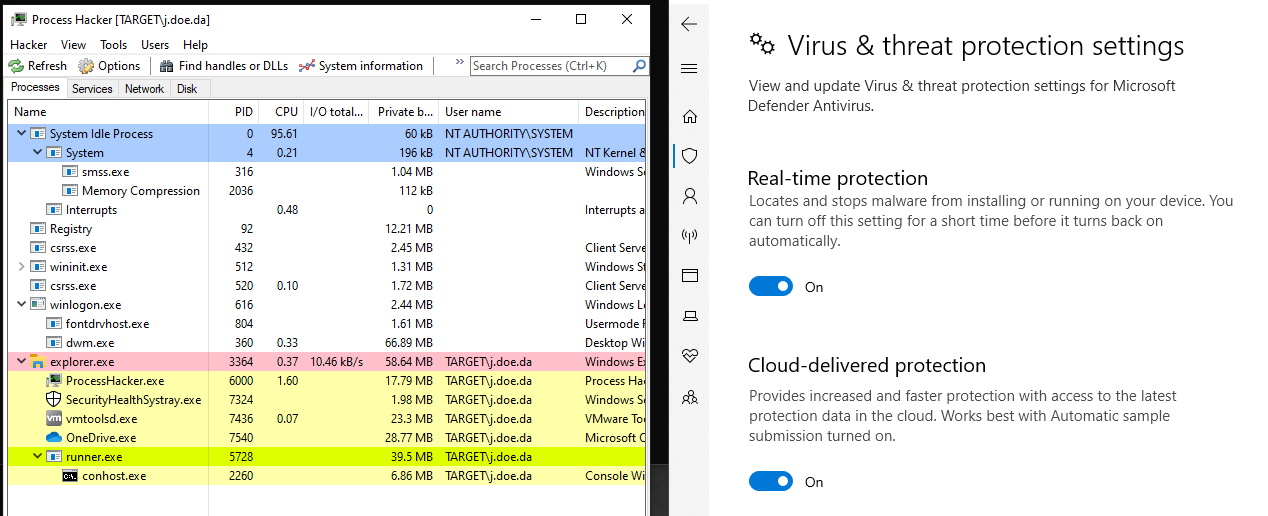 Process Hacker [TARGET\j.doe.da]
Hacker View Tools Users Help
Refresh Options Find handles or DLLs System information » Search Processes (Ctrl+K)
Processes Services Network Disk
Name PID CPU I/O total... Private b... User name Description
System Idle Process 0 95.61 60 kB NT AUTHORITY\SYSTEM
System 4 0.21 196 kB NT AUTHORITY\SYSTEM NT Kernel &
smss.exe 316 1.04 MB Windows S
Memory Compression 2036 112 kB
Interrupts 0.48 0 Interrupts a
Registry 92 12.21 MB
csrss.exe 432 2.45 MB Client Serve
wininit.exe 512 1.31 MB Windows St
csrss.exe 520 0.10 1.72 MB Client Serve
winlogon.exe 616 2.44 MB Windows L
fontdrvhost.exe 804 1.61 MB Usermode F
dwm.exe 360 0.33 66.89 MB Desktop Wi
explorer.exe 3364 0.37 10.46 kB/s 58.64 MB TARGET\j.doe.da Windows Ex
ProcessHacker.exe 6000 1.60 17.79 MB TARGET\j.doe.da Process Ha
SecurityHealthSystray.exe 7324 1.98 MB TARGET\j.doe.da Windows S
vm vmtoolsd.exe 7436 0.07 23.3 MB TARGET\j.doe.da VMware To
OneDrive.exe 7540 28.77 MB TARGET\j.doe.da Microsoft C
runner.exe 5728 39.5 MB TARGET\j.doe.da
conhost.exe 2260 6.86 MB TARGET\j.doe.da Console Wi
Virus & threat protection settings
View and update Virus & threat protection settings for Microsoft
Defender Antivirus.
Real-time protection
Locates and stops malware from installing or running on your device. You
can turn off this setting for a short time before it turns back on
automatically.
On
Cloud-delivered protection
Provides increased and faster protection with access to the latest
protection data in the cloud. Works best with Automatic sample
submission turned on.
On